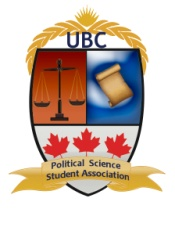 UBC
Political Science
Student Association